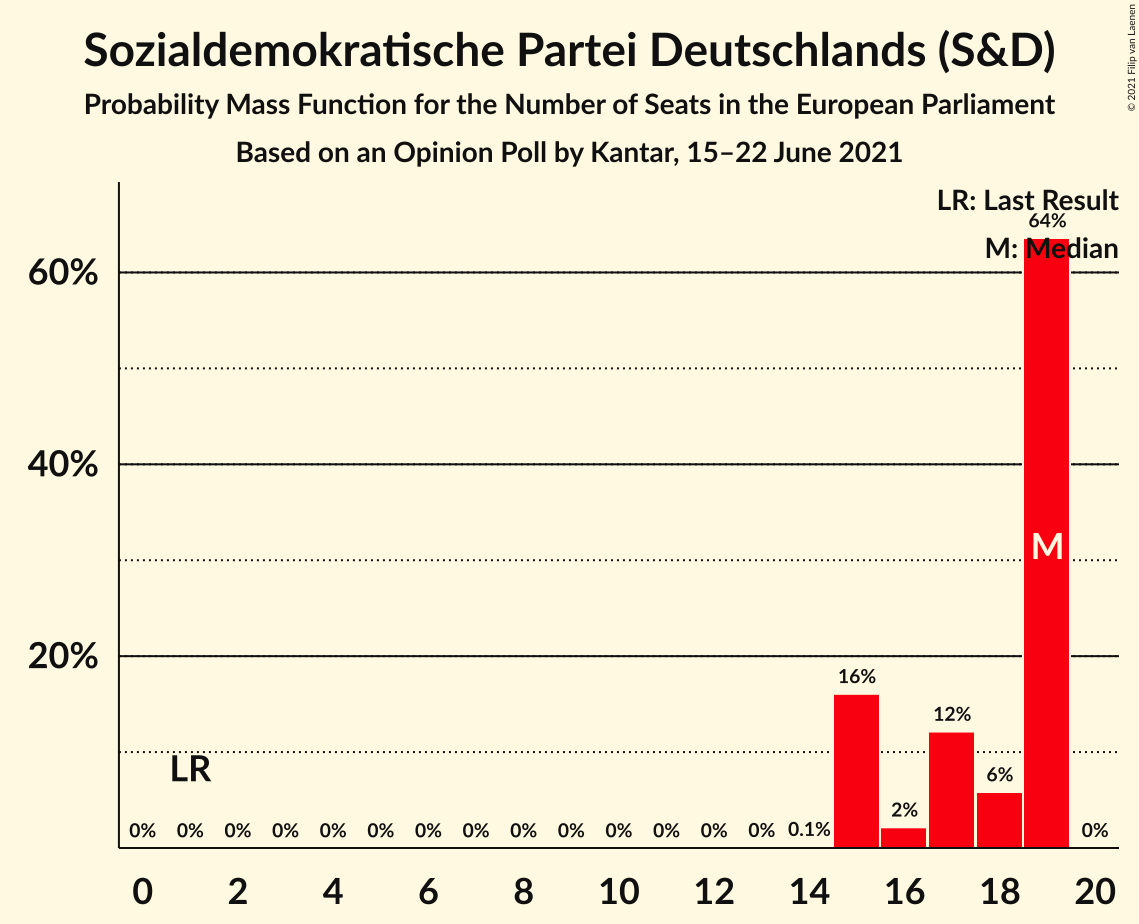 Sozialdemokratische Partei Deutschlands (S&D)
Probability Mass Function for the Number of Seats in the European Parliament
Based on an Opinion Poll by Kantar, 15–22 June 2021
© 2021 Filip van Laenen
LR: Last Result
64%
M: Median
60%
40%
M
20%
16%
12%
LR
6%
2%
0% 0% 0% 0% 0% 0% 0% 0% 0% 0% 0% 0% 0% 0% 0.1% 0%
0 2 4 6 8 10 12 14 16 18 20